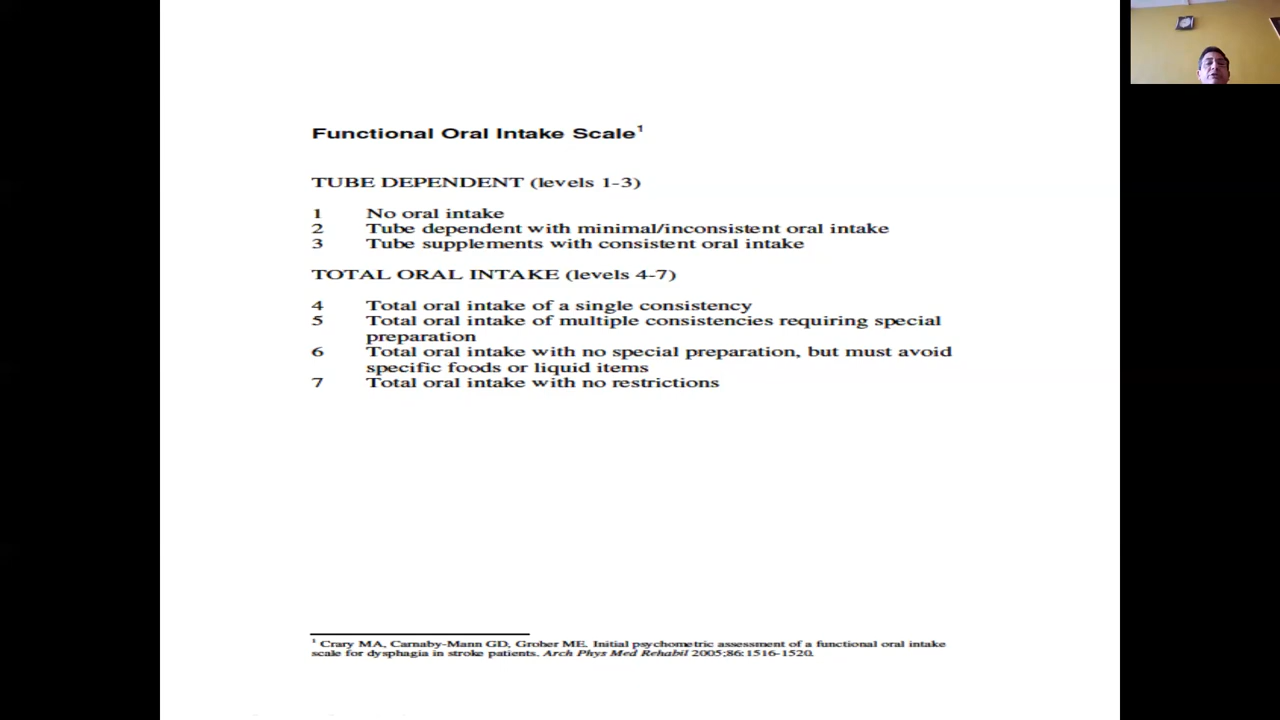 Functional Oral Intake Scale¹
TUBE DEPENDENT (levels 1-3)
1 No oral intake
2 Tube dependent with minimal/inconsistent oral intake
3 Tube supplements with consistent oral intake
TOTAL ORAL INTAKE (levels 4-7)
4 Total oral intake of a single consistency
5 Total oral intake of multiple consistencies requiring special
preparation
6 Total oral intake with no special preparation, but must avoid
specific foods or liquid items
7 Total oral intake with no restrictions
¹ Crary MA, Carnaby-Mann GD, Groher ME. Initial psychometric assessment of a functional oral intake
scale for dysphagia in stroke patients. Arch Phys Med Rehabil 2005;86:1516-1520.